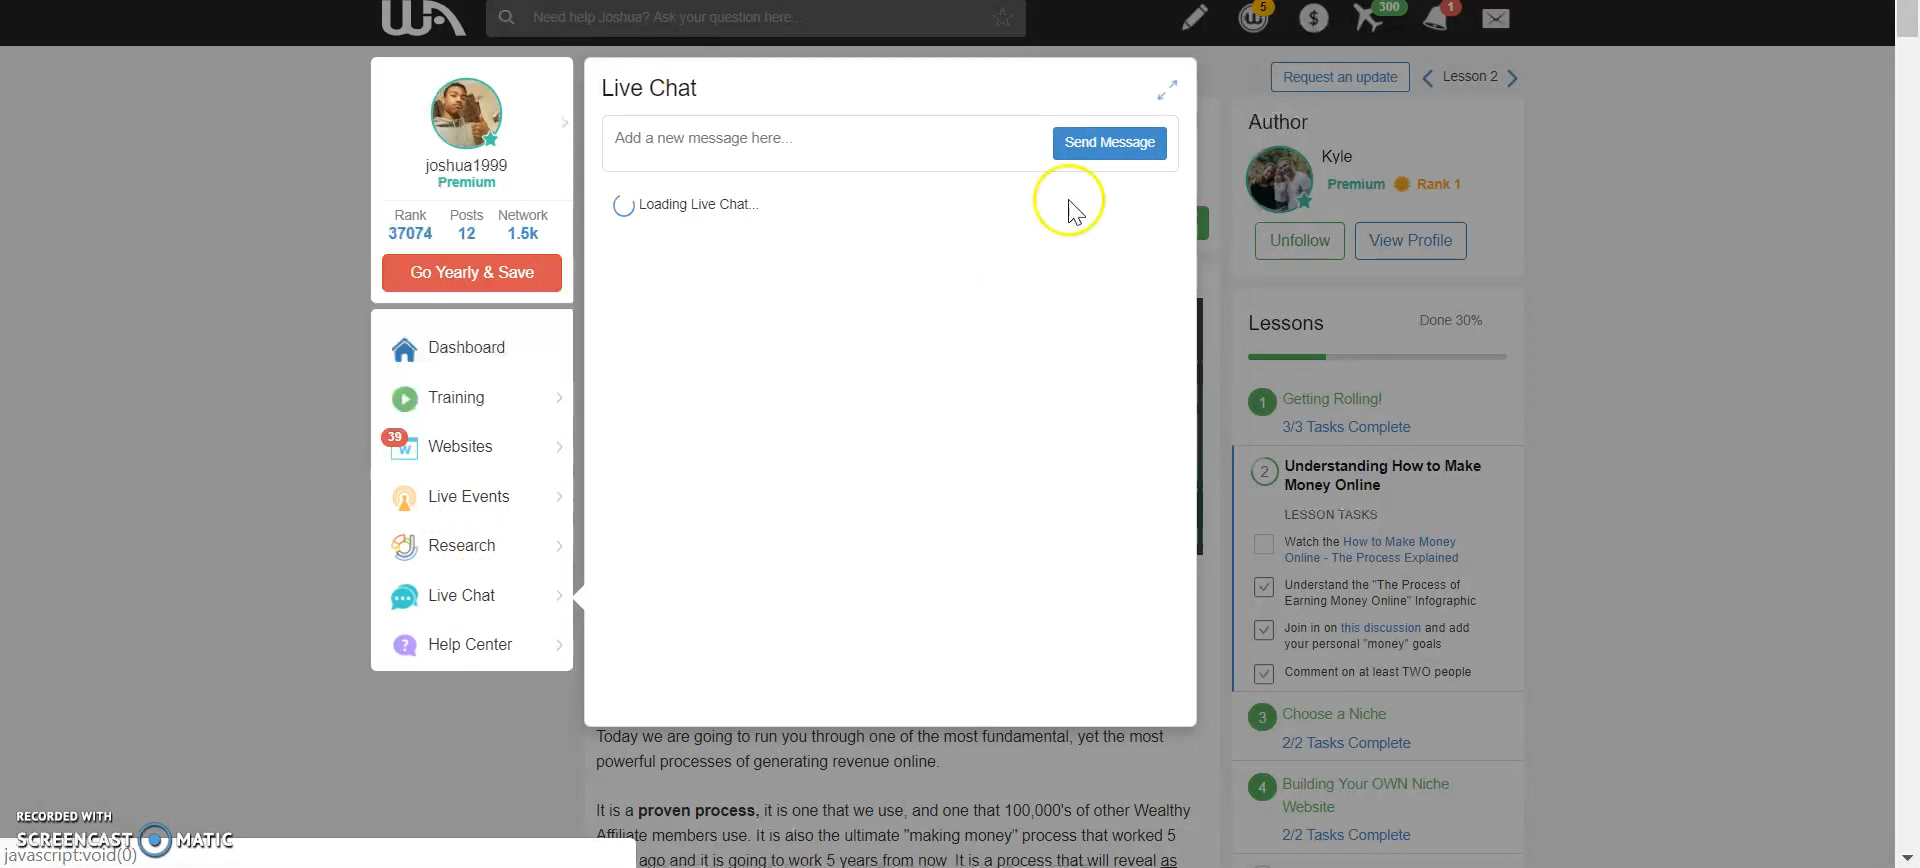 WA
Need help Joshua? Ask your question here...
5
$
300
1
joshua1999
Premium
Rank Posts Network
37074 12 1.5k
Go Yearly & Save
Dashboard
Training
39
Websites
Live Events
Research
Live Chat
Help Center
Live Chat
Add a new message here...
Send Message
Loading Live Chat...
Today we are going to run you through one of the most fundamental, yet the most
powerful processes of generating revenue online.
It is a proven process, it is one that we use, and one that 100,000's of other Wealthy
Affiliate members use. It is also the ultimate "making money" process that worked 5
ago and it is going to work 5 years from now. It is a process that will reveal as
Request an update
Lesson 2
Author
Kyle
Premium Rank 1
Unfollow
View Profile
Lessons
Done 30%
1 Getting Rolling!
3/3 Tasks Complete
2 Understanding How to Make
Money Online
LESSON TASKS
Watch the How to Make Money
Online - The Process Explained
Understand the "The Process of
Earning Money Online" Infographic
Join in on this discussion and add
your personal "money" goals
Comment on at least TWO people
3 Choose a Niche
2/2 Tasks Complete
4 Building Your OWN Niche
Website
2/2 Tasks Complete
RECORDED WITH
SCREENCAST MATIC
javascript:void(0)